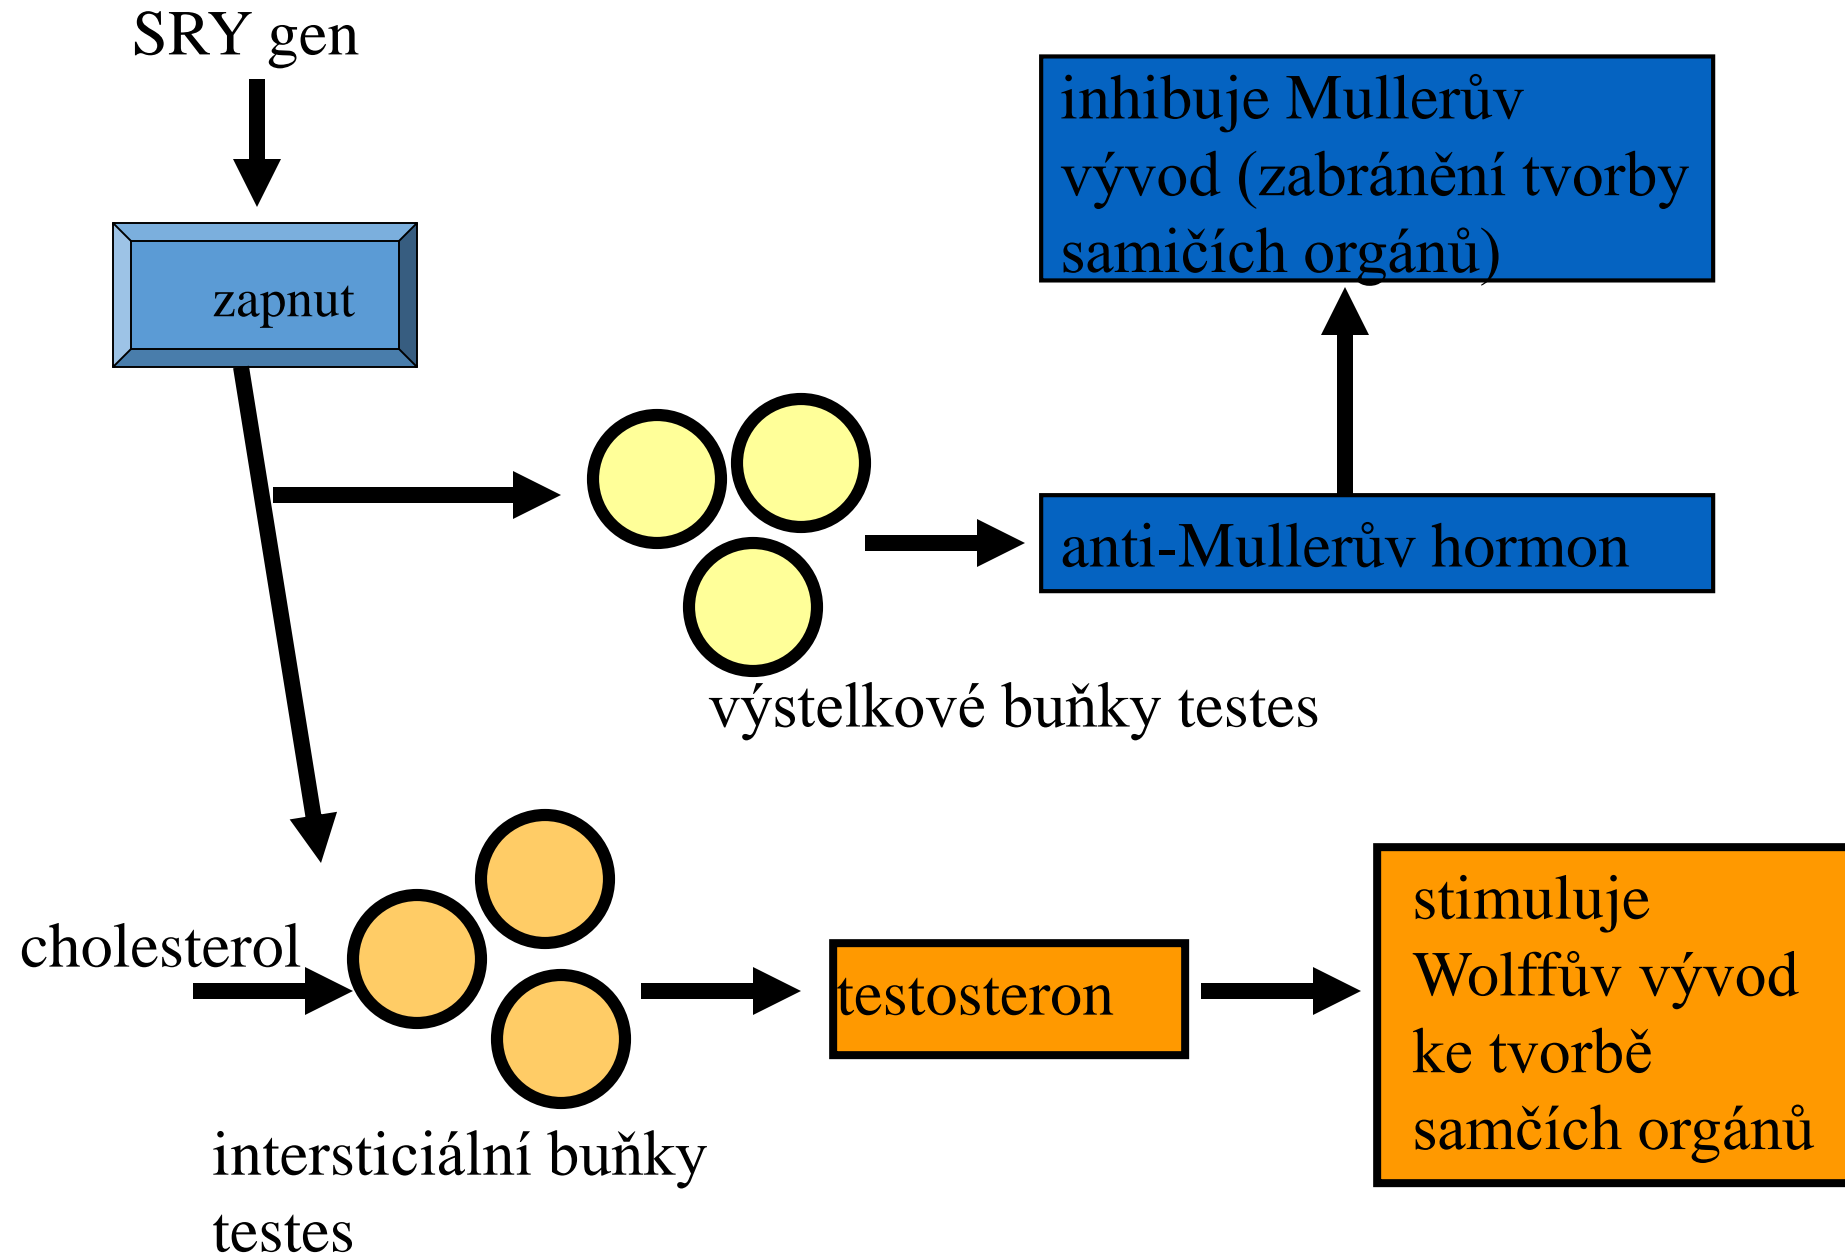 SRY gen
inhibuje Mullerův
vývod (zabránění tvorby
samičích orgánů)
zapnut
anti-Mullerův hormon
výstelkové buňky testes
cholesterol
testosteron
stimuluje
Wolffův vývod
ke tvorbě
samčích orgánů
intersticiální buňky
testes